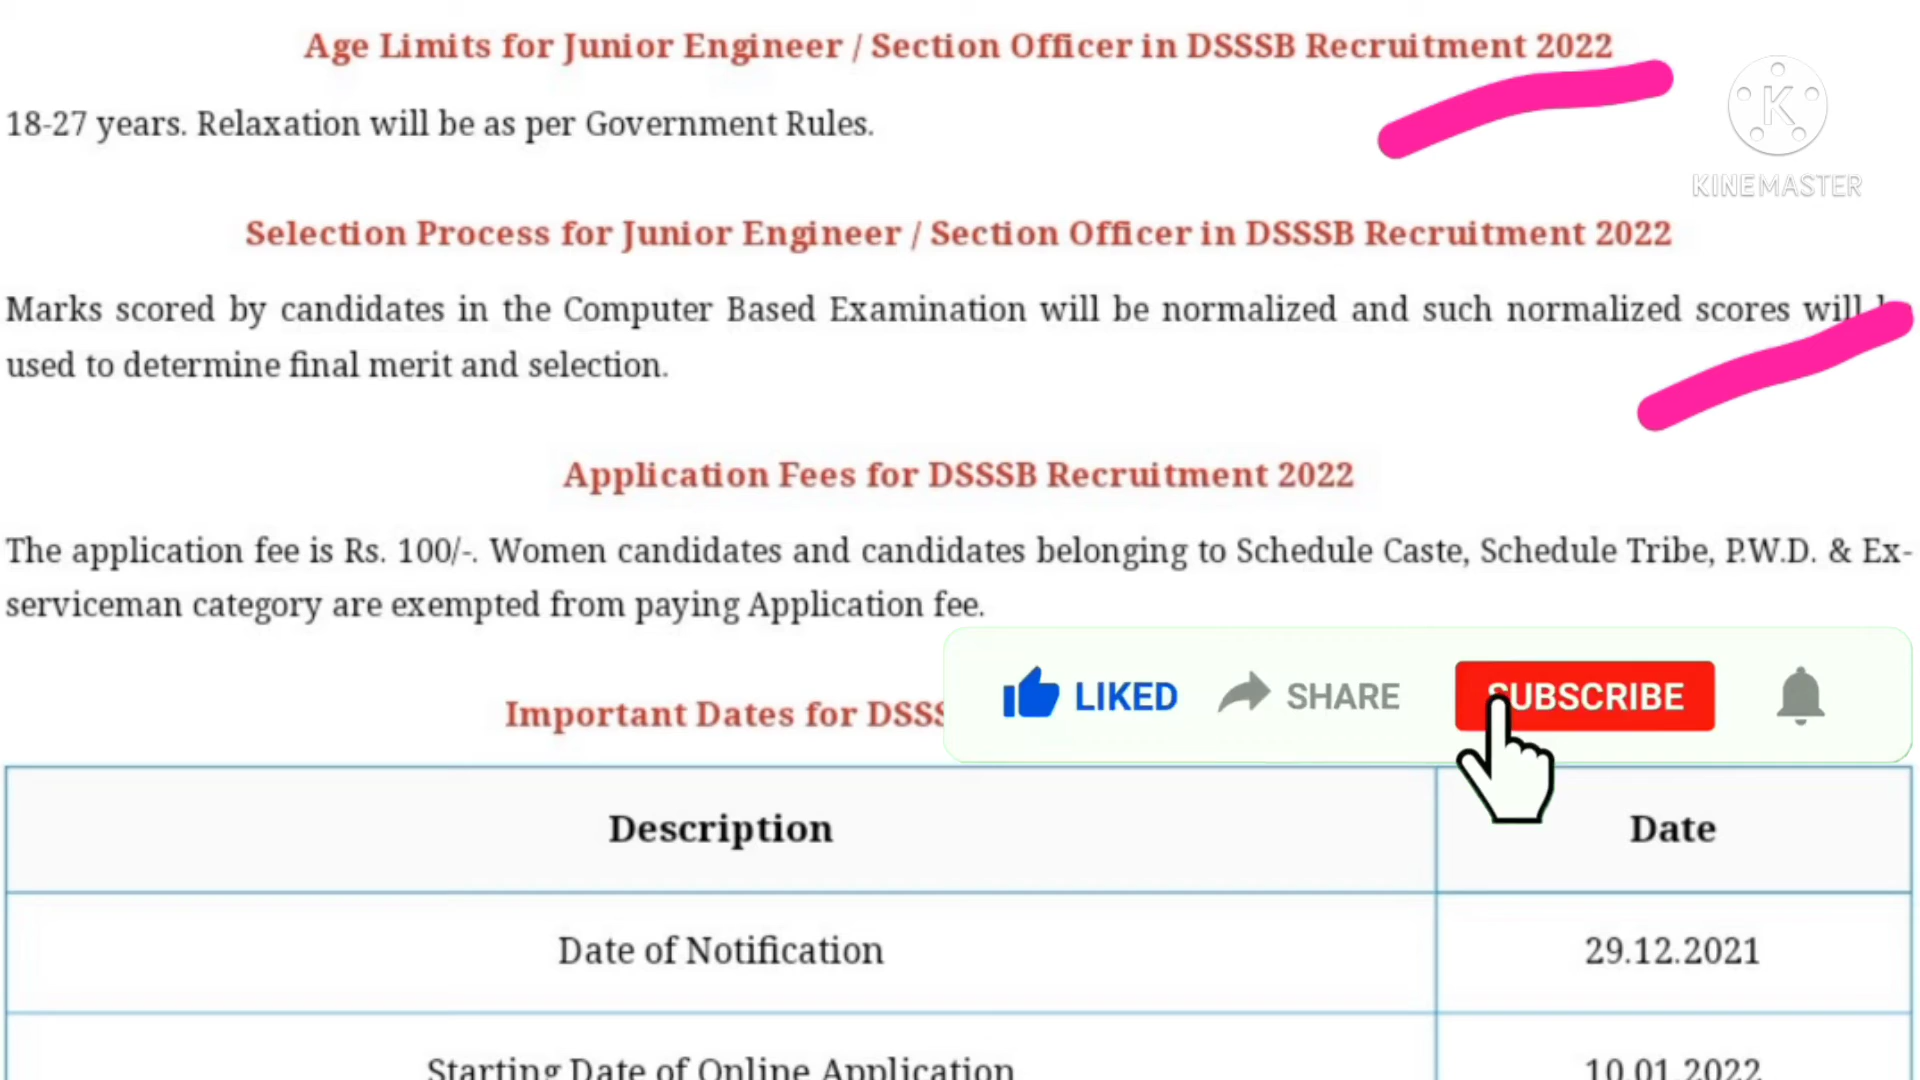 Age Limits for Junior Engineer / Section Officer in DSSSB Recruitment 2022
18-27 years. Relaxation will be as per Government Rules.
K
KINEMASTER
Selection Process for Junior Engineer / Section Officer in DSSSB Recruitment 2022
Marks scored by candidates in the Computer Based Examination will be normalized and such normalized scores will
used to determine final merit and selection.
Application Fees for DSSSB Recruitment 2022
The application fee is Rs. 100/-. Women candidates and candidates belonging to Schedule Caste, Schedule Tribe, P.W.D. & Ex-
serviceman category are exempted from paying Application fee.
Important Dates for
LIKED SHARE SUBSCRIBE
Description Date
Date of Notification 29.12.2021
Starting Date of Online Application 10.01.2022